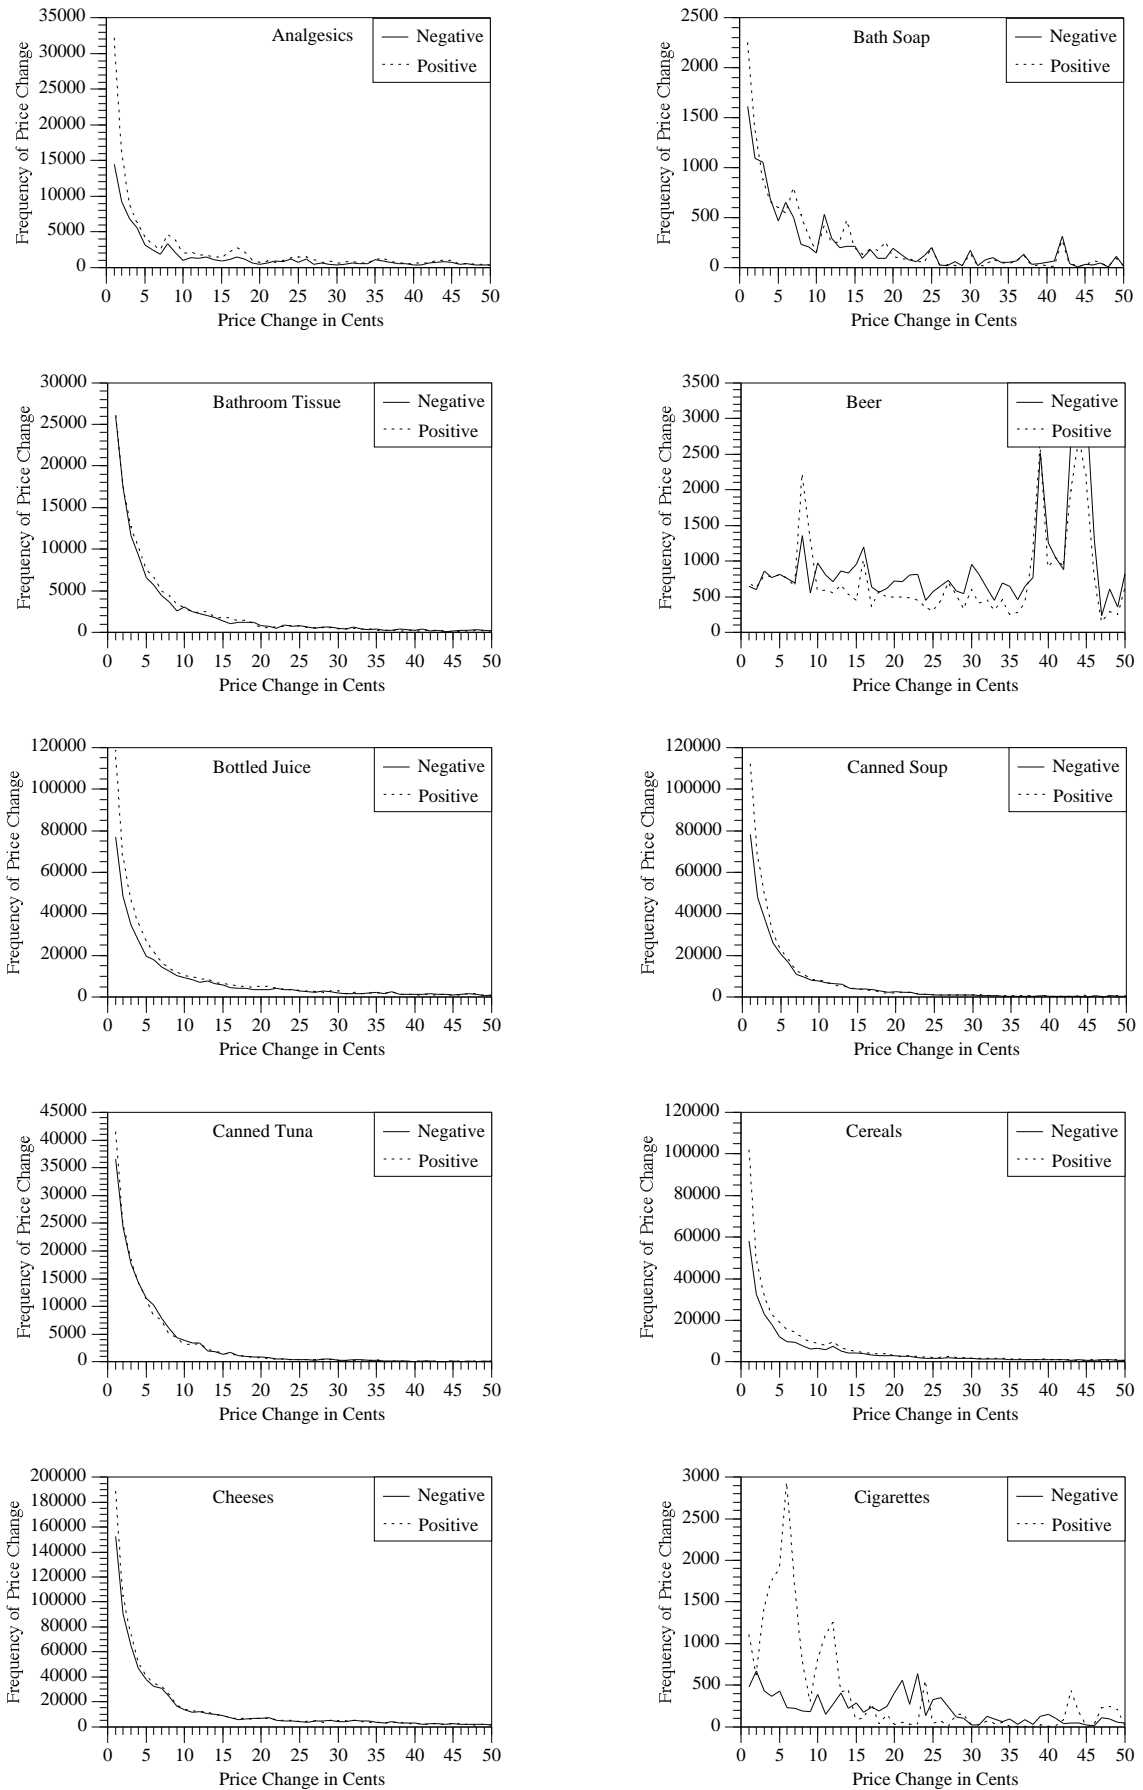 Analgesics
Negative
Positive
Frequency of Price Change
35000
30000
25000
20000
15000
10000
5000
0
0 5 10 15 20 25 30 35 40 45 50
Price Change in Cents
Bath Soap
Negative
Positive
Frequency of Price Change
2500
2000
1500
1000
500
0
0 5 10 15 20 25 30 35 40 45 50
Price Change in Cents
Bathroom Tissue
Negative
Positive
Frequency of Price Change
30000
25000
20000
15000
10000
5000
0
0 5 10 15 20 25 30 35 40 45 50
Price Change in Cents
Beer
Negative
Positive
Frequency of Price Change
3500
3000
2500
2000
1500
1000
500
0
0 5 10 15 20 25 30 35 40 45 50
Price Change in Cents
Bottled Juice
Negative
Positive
Frequency of Price Change
120000
100000
80000
60000
40000
20000
0
0 5 10 15 20 25 30 35 40 45 50
Price Change in Cents
Canned Soup
Negative
Positive
Frequency of Price Change
120000
100000
80000
60000
40000
20000
0
0 5 10 15 20 25 30 35 40 45 50
Price Change in Cents
Canned Tuna
Negative
Positive
Frequency of Price Change
45000
40000
35000
30000
25000
20000
15000
10000
5000
0
0 5 10 15 20 25 30 35 40 45 50
Price Change in Cents
Cereals
Negative
Positive
Frequency of Price Change
120000
100000
80000
60000
40000
20000
0
0 5 10 15 20 25 30 35 40 45 50
Price Change in Cents
Cheeses
Negative
Positive
Frequency of Price Change
200000
180000
160000
140000
120000
100000
80000
60000
40000
20000
0
0 5 10 15 20 25 30 35 40 45 50
Price Change in Cents
Cigarettes
Negative
Positive
Frequency of Price Change
3000
2500
2000
1500
1000
500
0
0 5 10 15 20 25 30 35 40 45 50
Price Change in Cents